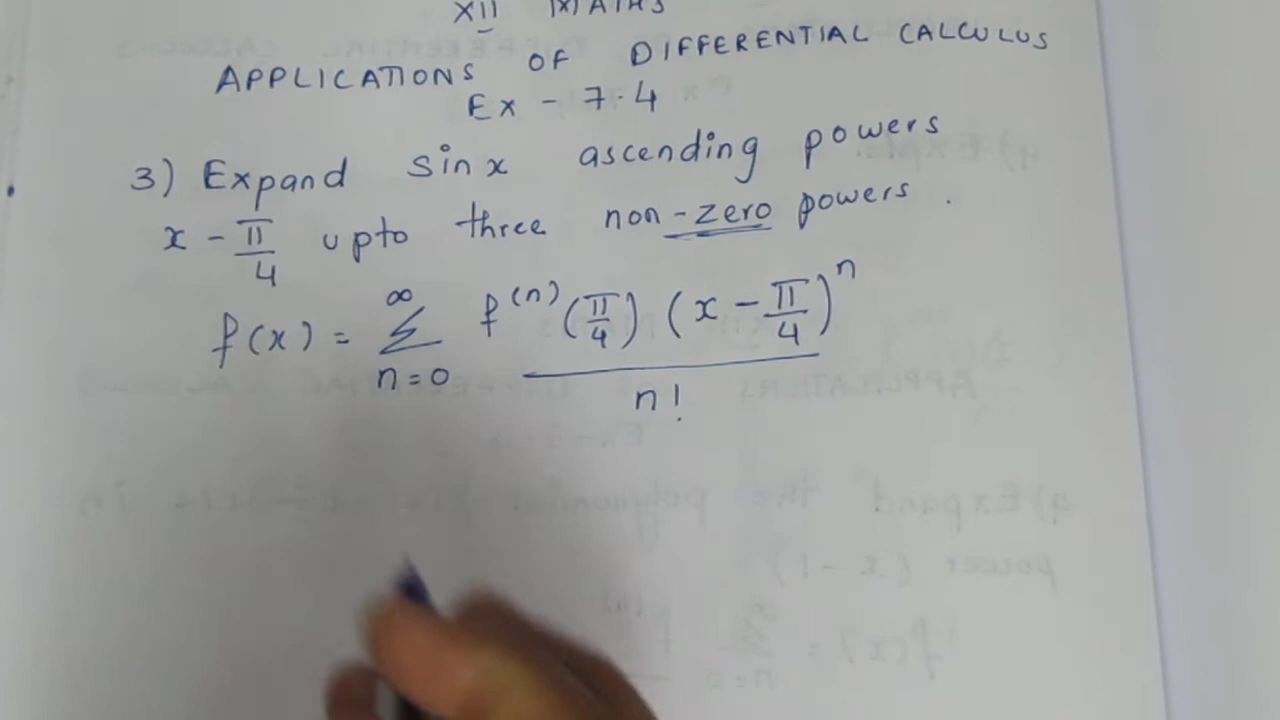 XII MATHS
APPLICATIONS OF DIFFERENTIAL CALCULUS
Ex - 7.4
3) Expand sin x ascending powers
x - π/4 upto three non-zero powers.
f(x) = ∑_{n=0}^{∞} f^{(n)}(π/4) (x - π/4)^n / n!